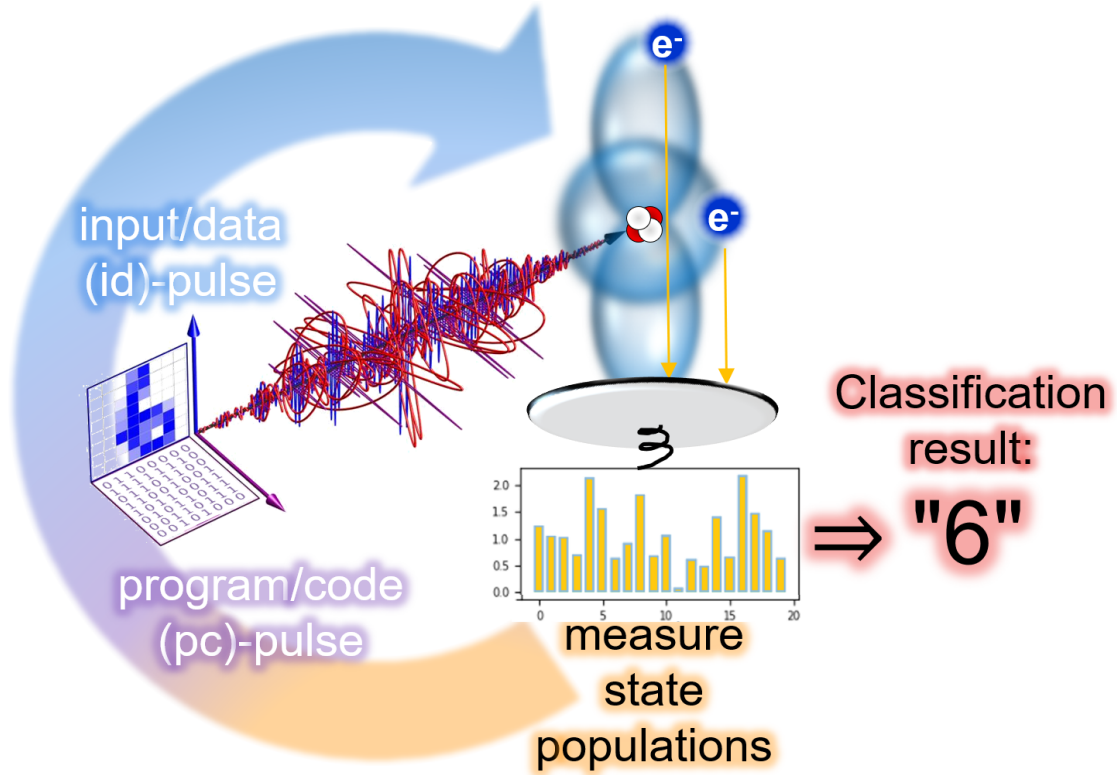 e-
e-
input/data
(id)-pulse
Classification
result:
⇒ "6"
2.0
1.5
1.0
0.5
0.0
0 5 10 15 20
program/code
(pc)-pulse
measure
state
populations